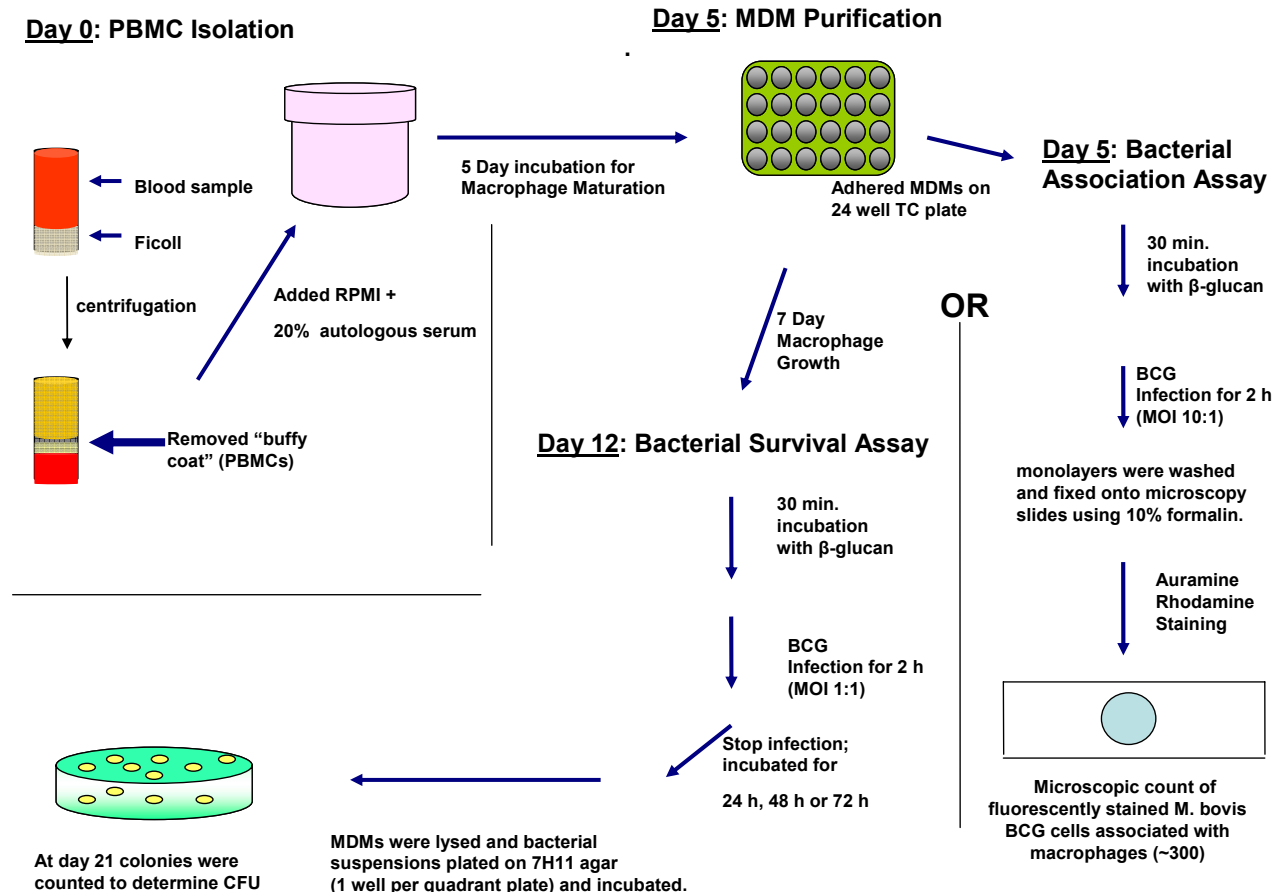 Day 0: PBMC Isolation
Blood sample
Ficoll
centrifugation
Removed “buffy
coat” (PBMCs)
Added RPMI +
20% autologous serum
5 Day incubation for
Macrophage Maturation
Day 5: MDM Purification
.
Adhered MDMs on
24 well TC plate
7 Day
Macrophage
Growth
OR
Day 5: Bacterial
Association Assay
30 min.
incubation
with β-glucan
BCG
Infection for 2 h
(MOI 10:1)
monolayers were washed
and fixed onto microscopy
slides using 10% formalin.
Auramine
Rhodamine
Staining
Microscopic count of
fluorescently stained M. bovis
BCG cells associated with
macrophages (~300)
Day 12: Bacterial Survival Assay
30 min.
incubation
with β-glucan
BCG
Infection for 2 h
(MOI 1:1)
Stop infection;
incubated for
24 h, 48 h or 72 h
MDMs were lysed and bacterial
suspensions plated on 7H11 agar
(1 well per quadrant plate) and incubated.
At day 21 colonies were
counted to determine CFU